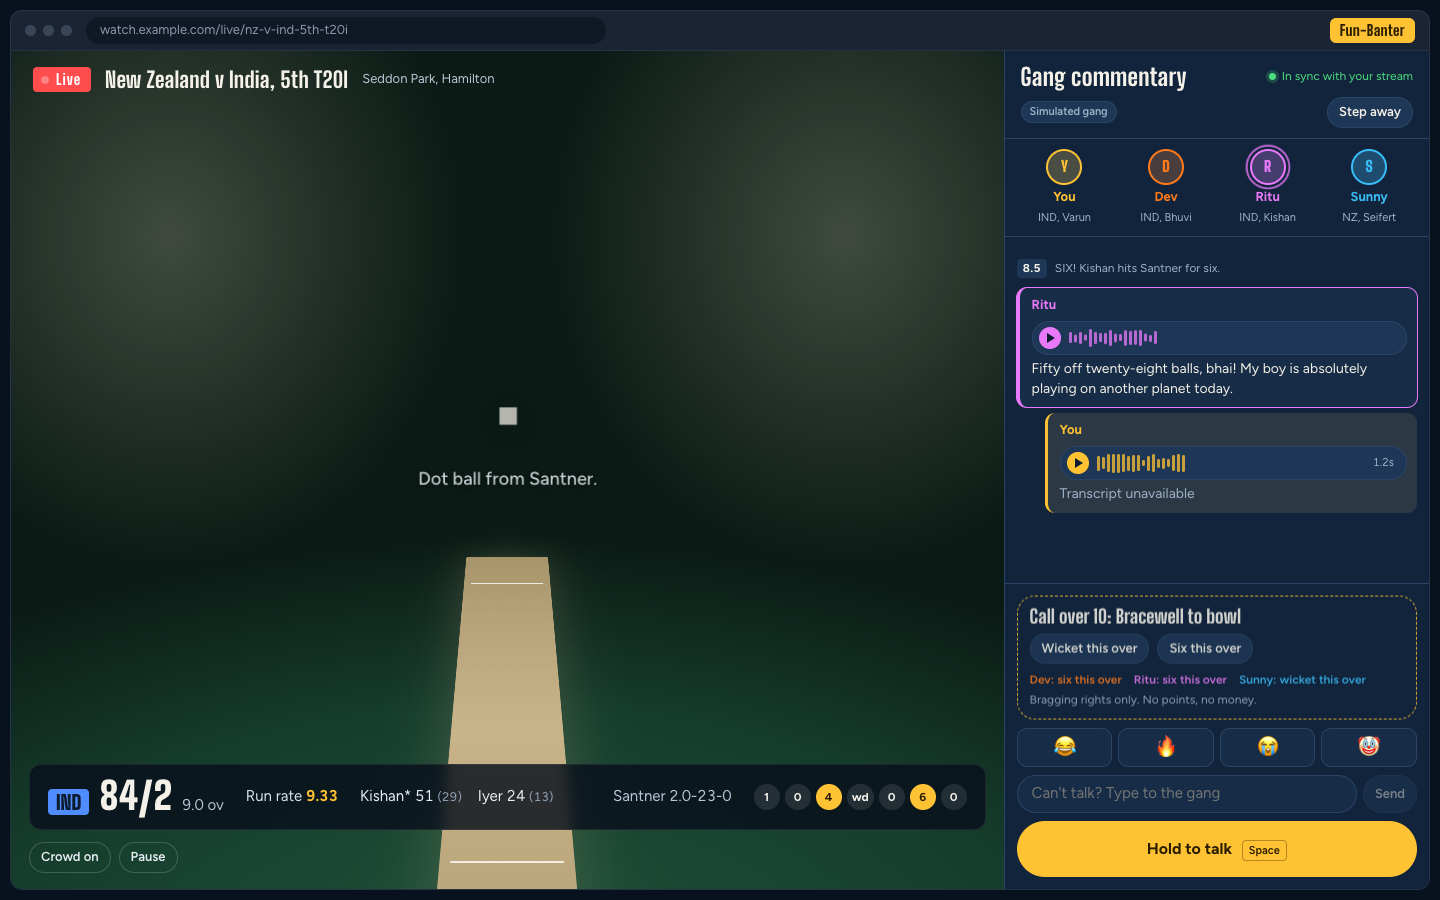 watch.example.com/live/nz-v-ind-5th-t20i
Fun-Banter
Live
New Zealand v India, 5th T20I
Seddon Park, Hamilton
Dot ball from Santner.
IND
84/2
9.0 ov
Run rate 9.33
Kishan* 51 (29)
Iyer 24 (13)
Santner 2.0-23-0
1 0 4 wd 0 6 0
Crowd on
Pause
Gang commentary
In sync with your stream
Simulated gang
Step away
Y
D
R
S
You
Dev
Ritu
Sunny
IND, Varun
IND, Bhuvi
IND, Kishan
NZ, Seifert
8.5 SIX! Kishan hits Santner for six.
Ritu
Fifty off twenty-eight balls, bhai! My boy is absolutely
playing on another planet today.
You
1.2s
Transcript unavailable
Call over 10: Bracewell to bowl
Wicket this over
Six this over
Dev: six this over
Ritu: six this over
Sunny: wicket this over
Bragging rights only. No points, no money.
Can't talk? Type to the gang
Send
Hold to talk
Space